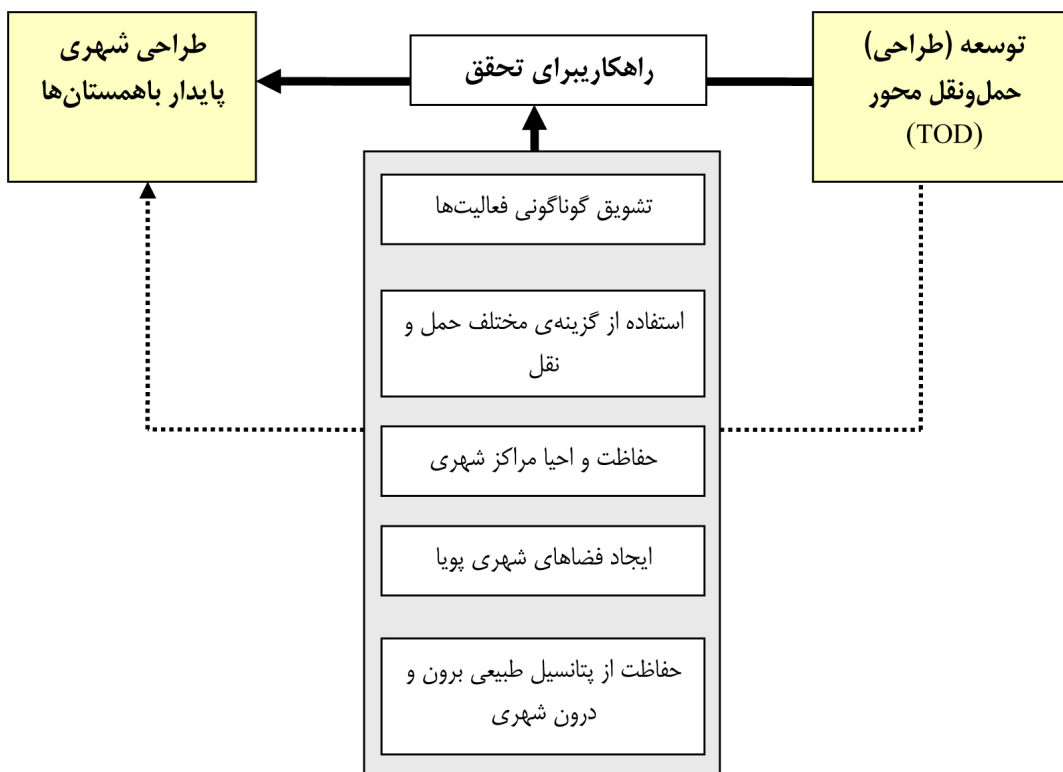 توسعه (طراحی)
حمل‌ونقل محور
(TOD)
راهکاریبرای تحقق
طراحی شهری
پایدار باهمستان‌ها
تشویق گوناگونی فعالیت‌ها
استفاده از گزینه‌ی مختلف حمل و
نقل
حفاظت و احیا مراکز شهری
ایجاد فضاهای شهری پویا
حفاظت از پتانسیل طبیعی برون و
درون شهری